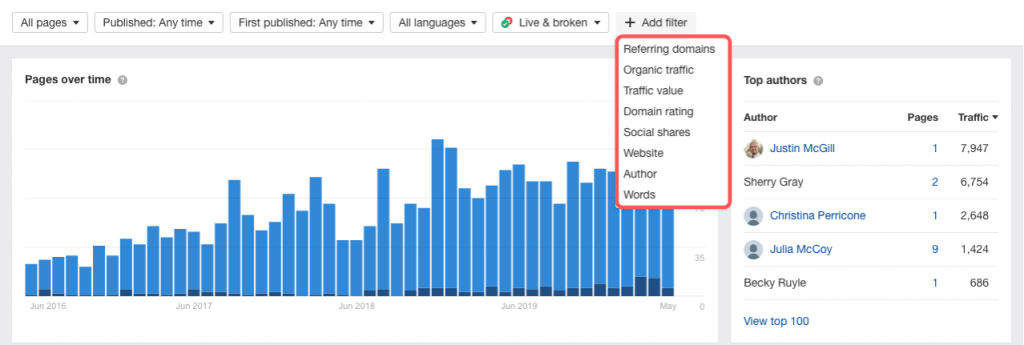 All pages
Published: Any time
First published: Any time
All languages
Live & broken
+ Add filter
Referring domains
Organic traffic
Traffic value
Domain rating
Social shares
Website
Author
Words
Pages over time
35
0
Jun 2016
Jun 2017
Jun 2018
Jun 2019
May
Top authors
Author Pages Traffic
Justin McGill 1 7,947
Sherry Gray 2 6,754
Christina Perricone 1 2,648
Julia McCoy 9 1,424
Becky Ruyle 1 686
View top 100